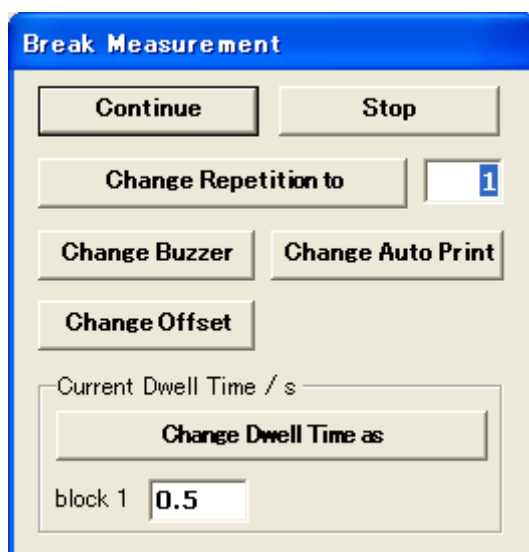 Break Measurement
Continue Stop
Change Repetition to 1
Change Buzzer Change Auto Print
Change Offset
Current Dwell Time / s
Change Dwell Time as
block 1 0.5